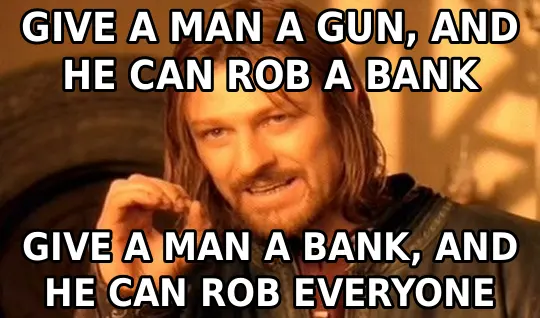 GIVE A MAN A GUN, AND
HE CAN ROB A BANK
GIVE A MAN A BANK, AND
HE CAN ROB EVERYONE